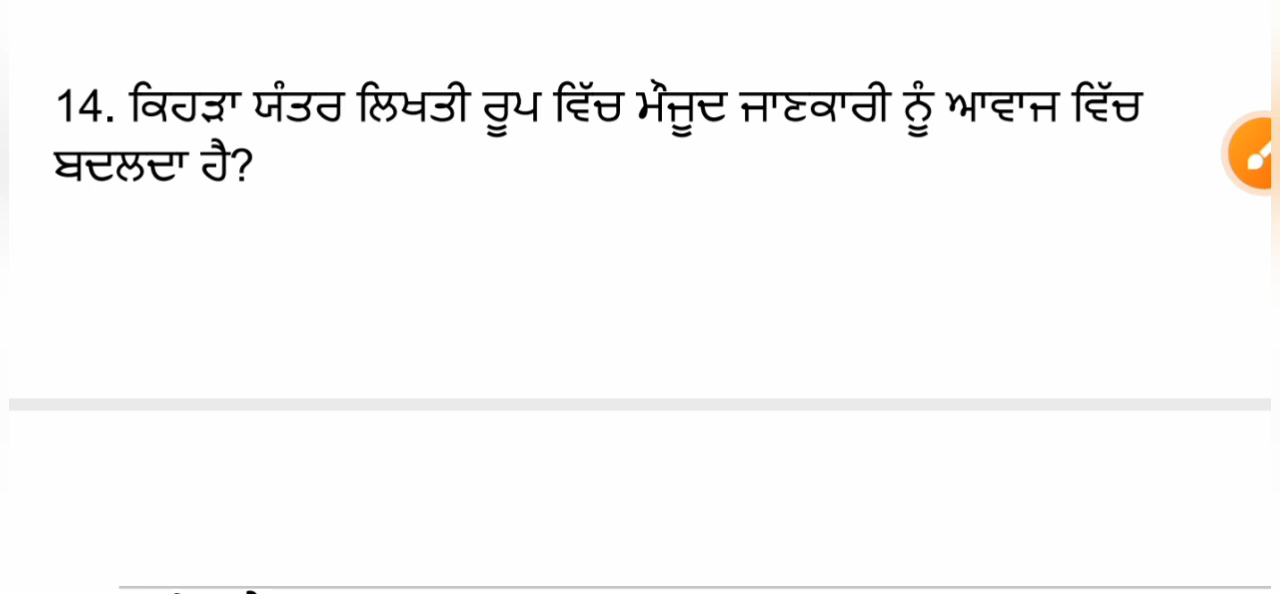 14. ਕਿਹੜਾ ਯੰਤਰ ਲਿਖਤੀ ਰੂਪ ਵਿੱਚ ਮੌਜੂਦ ਜਾਣਕਾਰੀ ਨੂੰ ਆਵਾਜ ਵਿੱਚ
ਬਦਲਦਾ ਹੈ?